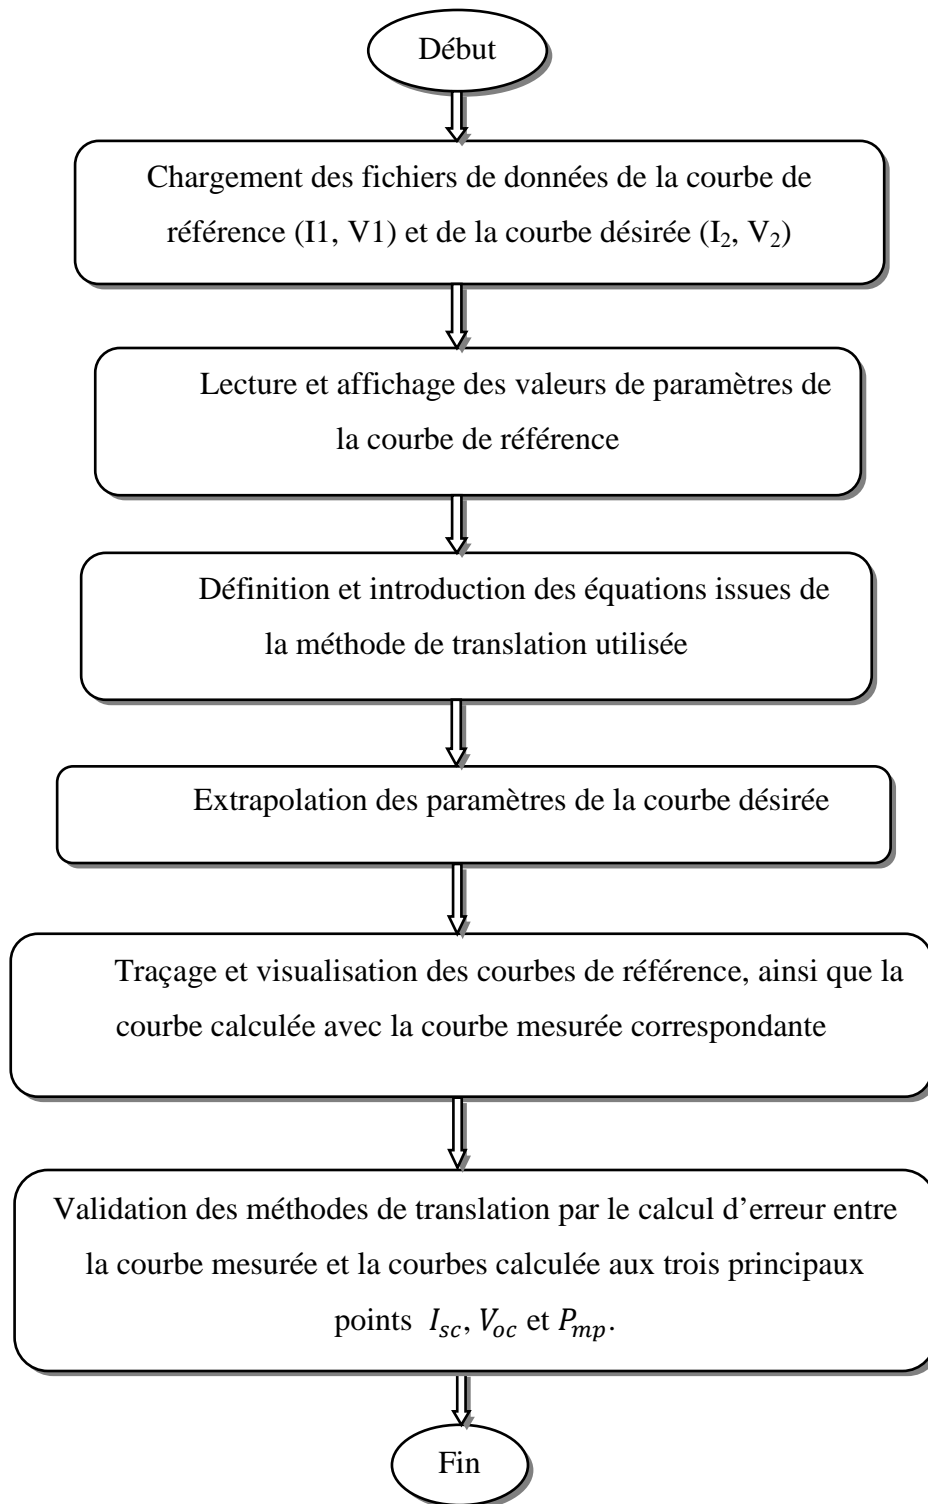 Début
Chargement des fichiers de données de la courbe de
référence (I1, V1) et de la courbe désirée (I₂, V₂)
Lecture et affichage des valeurs de paramètres de
la courbe de référence
Définition et introduction des équations issues de
la méthode de translation utilisée
Extrapolation des paramètres de la courbe désirée
Traçage et visualisation des courbes de référence, ainsi que la
courbe calculée avec la courbe mesurée correspondante
Validation des méthodes de translation par le calcul d’erreur entre
la courbe mesurée et la courbes calculée aux trois principaux
points I_sc, V_oc et P_mp.
Fin